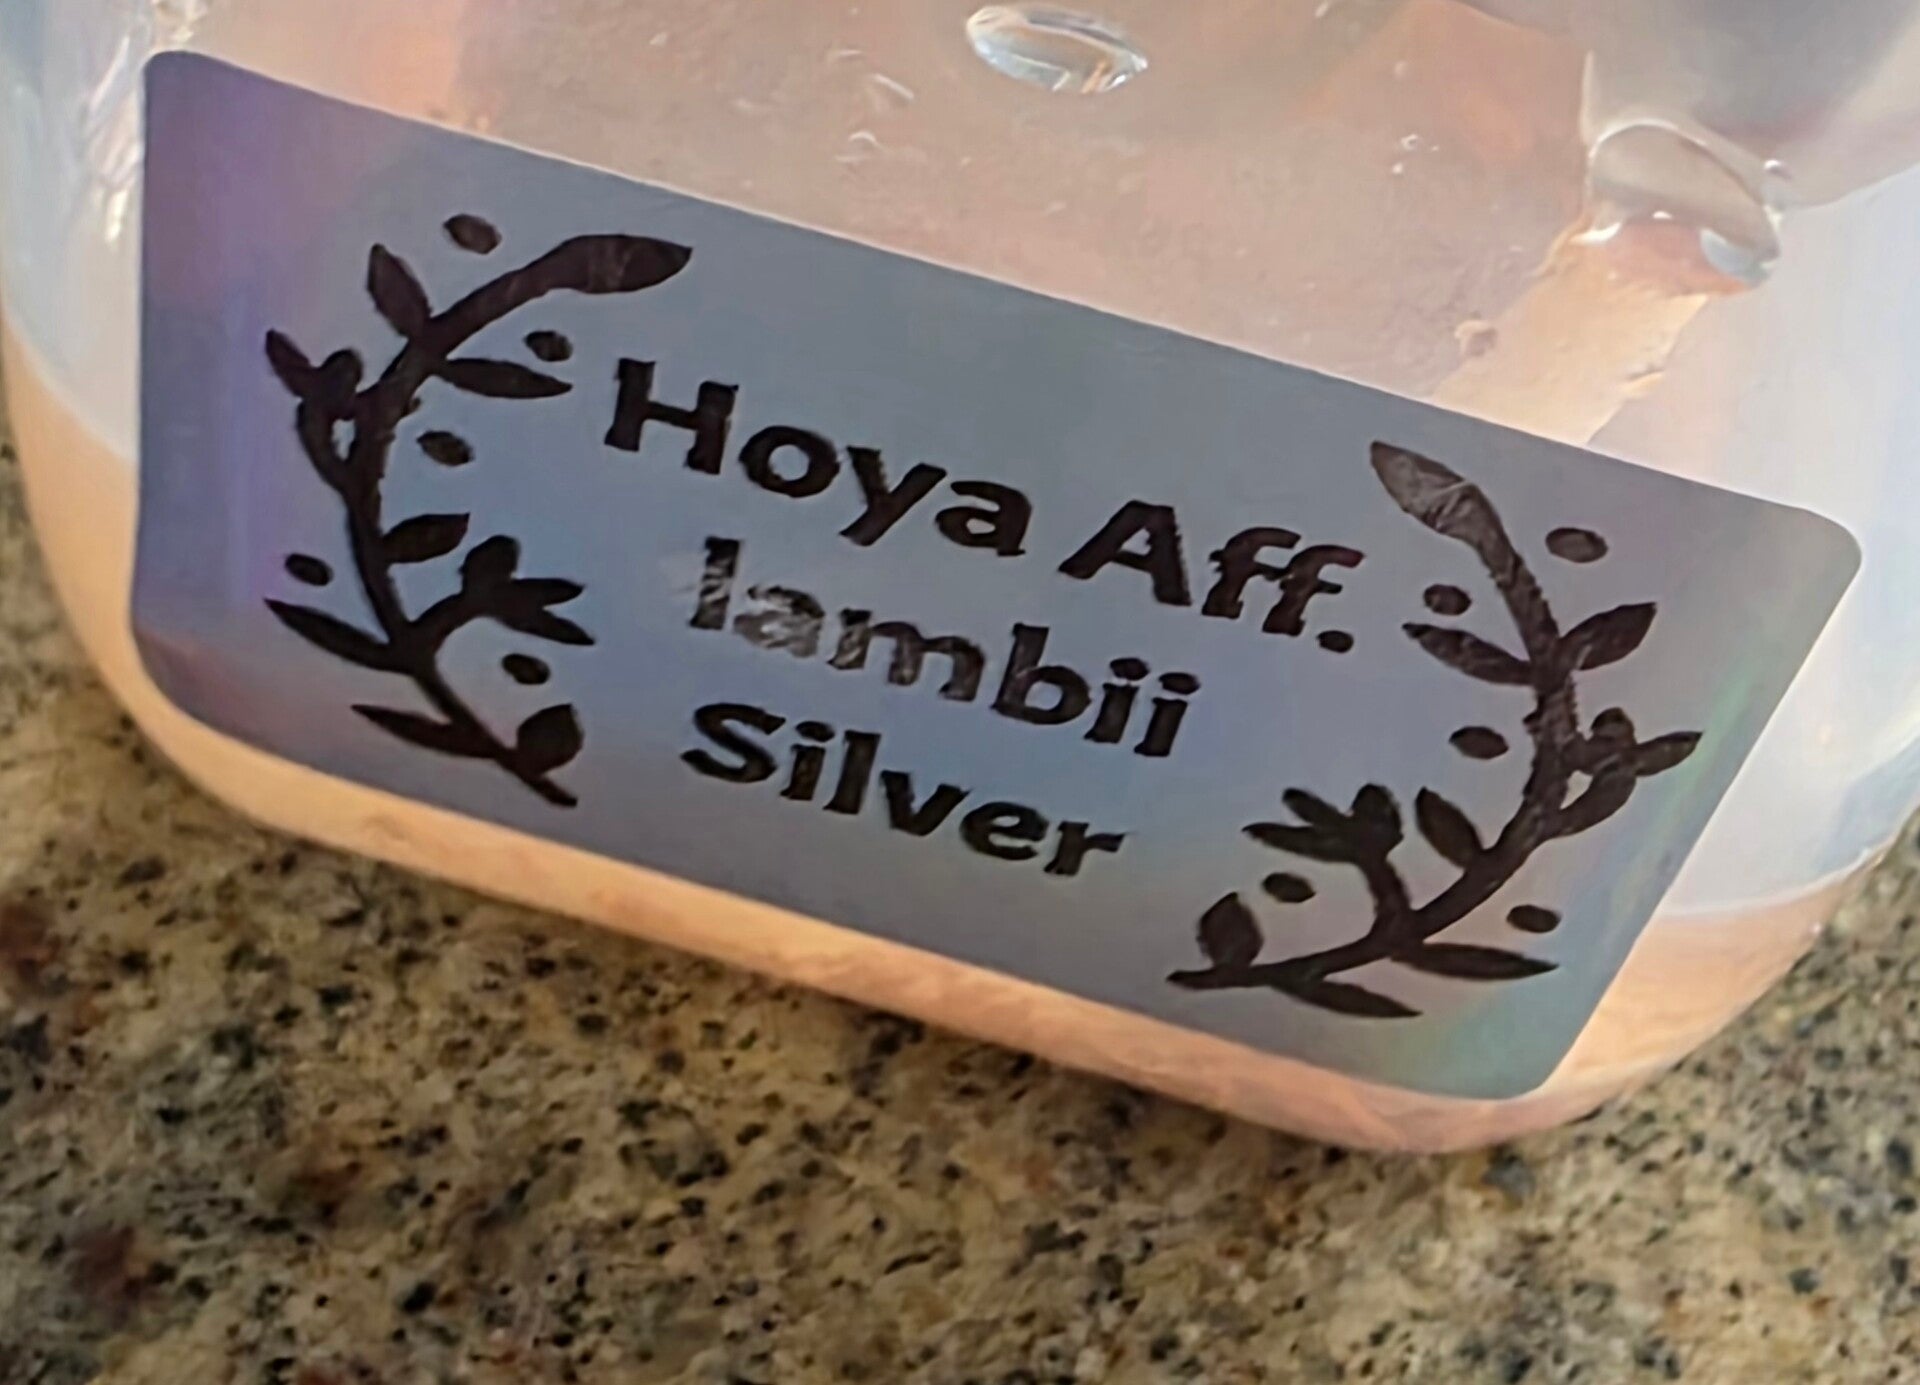 Hoya Aff.
lambii
Silver